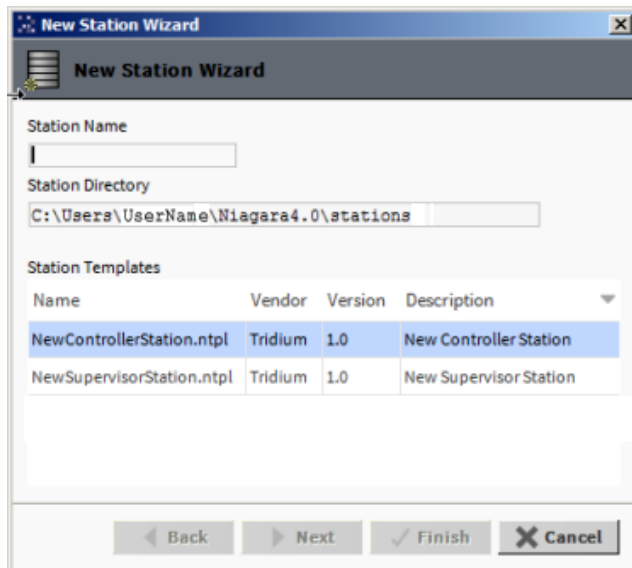 New Station Wizard
New Station Wizard
Station Name
Station Directory
C:\Users\UserName\Niagara4.0\stations
Station Templates
Name Vendor Version Description
NewControllerStation.ntpl Tridium 1.0 New Controller Station
NewSupervisorStation.ntpl Tridium 1.0 New Supervisor Station
Back Next Finish Cancel